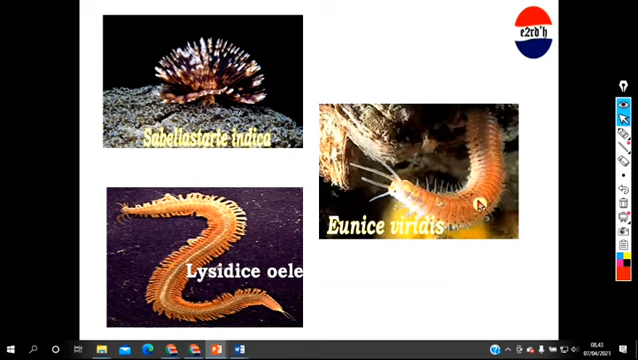 e2rd'h
Sabellastarte indica
Eunice viridis
Lysidice oele
08.43
07/04/2021